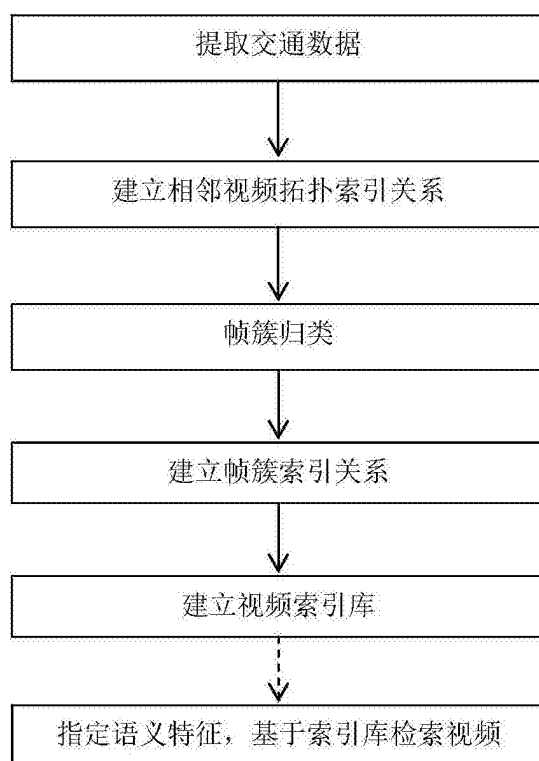 提取交通数据
建立相邻视频拓扑索引关系
帧簇归类
建立帧簇索引关系
建立视频索引库
指定语义特征，基于索引库检索视频